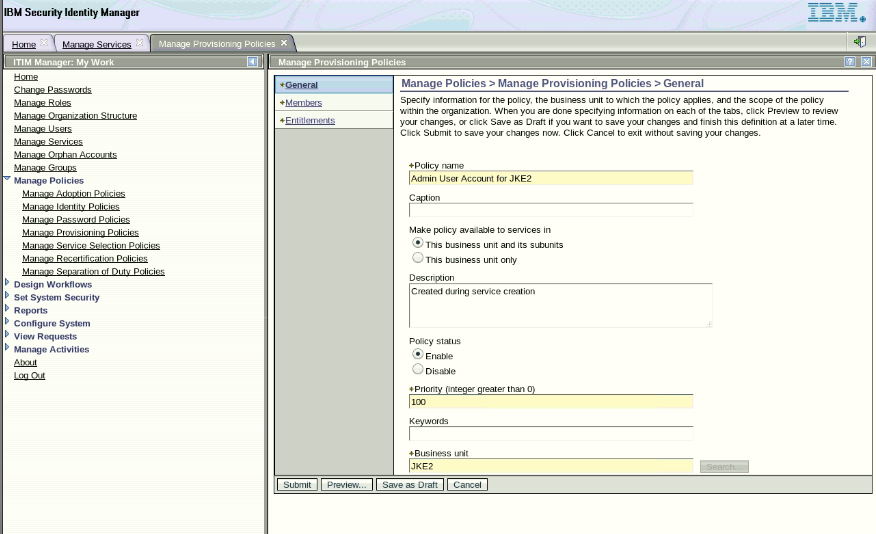 IBM Security Identity Manager
IBM
Home
Manage Services
Manage Provisioning Policies
ITIM Manager: My Work
Home
Change Passwords
Manage Roles
Manage Organization Structure
Manage Users
Manage Services
Manage Orphan Accounts
Manage Groups
Manage Policies
Manage Adoption Policies
Manage Identity Policies
Manage Password Policies
Manage Provisioning Policies
Manage Service Selection Policies
Manage Recertification Policies
Manage Separation of Duty Policies
Design Workflows
Set System Security
Reports
Configure System
View Requests
Manage Activities
About
Log Out
Manage Provisioning Policies
General
Members
Entitlements
Manage Policies > Manage Provisioning Policies > General
Specify information for the policy, the business unit to which the policy applies, and the scope of the policy
within the organization. When you are done specifying information on each of the tabs, click Preview to review
your changes, or click Save as Draft if you want to save your changes and finish this definition at a later time.
Click Submit to save your changes now. Click Cancel to exit without saving your changes.
Policy name
Admin User Account for JKE2
Caption
Make policy available to services in
This business unit and its subunits
This business unit only
Description
Created during service creation
Policy status
Enable
Disable
Priority (integer greater than 0)
100
Keywords
Business unit
JKE2
Search...
Submit
Preview...
Save as Draft
Cancel